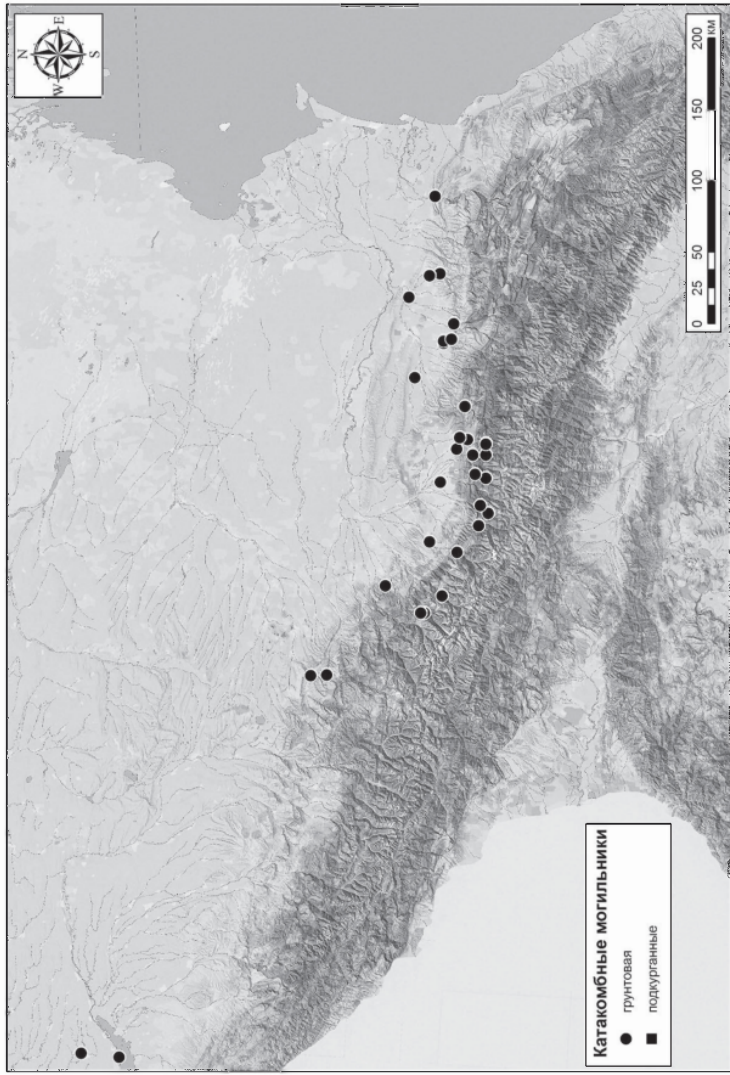 N
W E
S
200
КМ
150
100
50
25
0
Катакомбные могильники
грунтовая
подкурганные